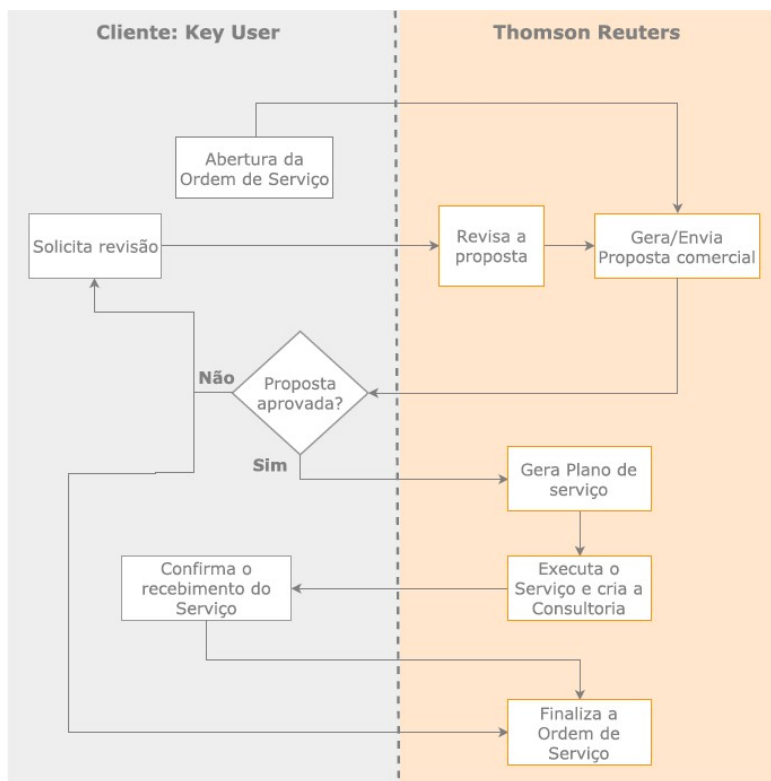 Cliente: Key User
Thomson Reuters
Abertura da
Ordem de Serviço
Solicita revisão
Revisa a
proposta
Gera/Envia
Proposta comercial
Não
Proposta
aprovada?
Sim
Gera Plano de
serviço
Confirma o
recebimento do
Serviço
Executa o
Serviço e cria a
Consultoria
Finaliza a
Ordem de
Serviço